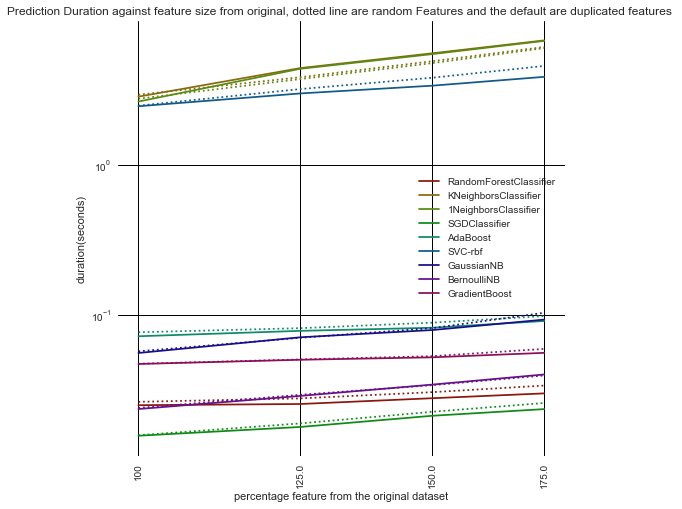 Prediction Duration against feature size from original, dotted line are random Features and the default are duplicated features
duration(seconds)
10⁰
10⁻¹
RandomForestClassifier
KNeighborsClassifier
1NeighborsClassifier
SGDClassifier
AdaBoost
SVC-rbf
GaussianNB
BernoulliNB
GradientBoost
100
125.0
150.0
175.0
percentage feature from the original dataset